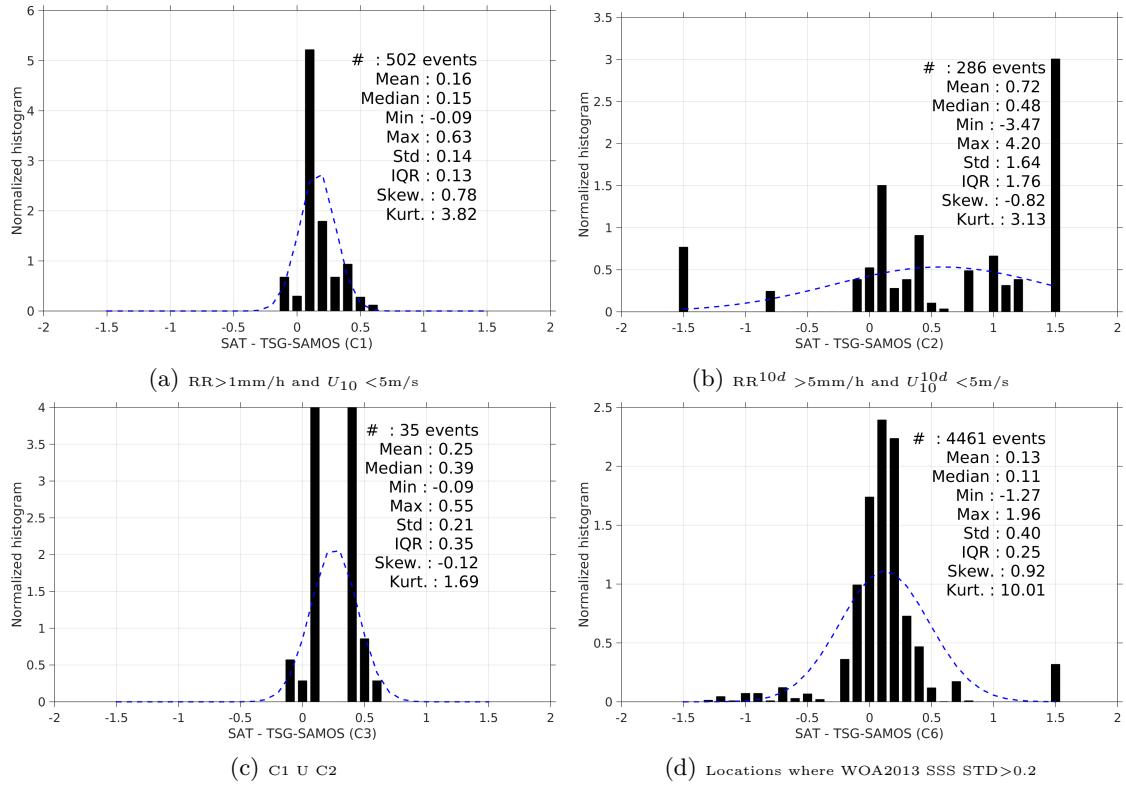 6
5
4
3
2
1
0
Normalized histogram
# : 502 events
Mean : 0.16
Median : 0.15
Min : -0.09
Max : 0.63
Std : 0.14
IQR : 0.13
Skew. : 0.78
Kurt. : 3.82
-2 -1.5 -1 -0.5 0 0.5 1 1.5 2
SAT - TSG-SAMOS (C1)
(a) RR>1mm/h and U10 <5m/s
3.5
3
2.5
2
1.5
1
0.5
0
Normalized histogram
# : 286 events
Mean : 0.72
Median : 0.48
Min : -3.47
Max : 4.20
Std : 1.64
IQR : 1.76
Skew. : -0.82
Kurt. : 3.13
-2 -1.5 -1 -0.5 0 0.5 1 1.5 2
SAT - TSG-SAMOS (C2)
(b) RR^10d >5mm/h and U_10^10d <5m/s
4
3.5
3
2.5
2
1.5
1
0.5
0
Normalized histogram
# : 35 events
Mean : 0.25
Median : 0.39
Min : -0.09
Max : 0.55
Std : 0.21
IQR : 0.35
Skew. : -0.12
Kurt. : 1.69
-2 -1.5 -1 -0.5 0 0.5 1 1.5 2
SAT - TSG-SAMOS (C3)
(c) C1 U C2
2.5
2
1.5
1
0.5
0
Normalized histogram
# : 4461 events
Mean : 0.13
Median : 0.11
Min : -1.27
Max : 1.96
Std : 0.40
IQR : 0.25
Skew. : 0.92
Kurt. : 10.01
-2 -1.5 -1 -0.5 0 0.5 1 1.5 2
SAT - TSG-SAMOS (C6)
(d) Locations where WOA2013 SSS STD>0.2